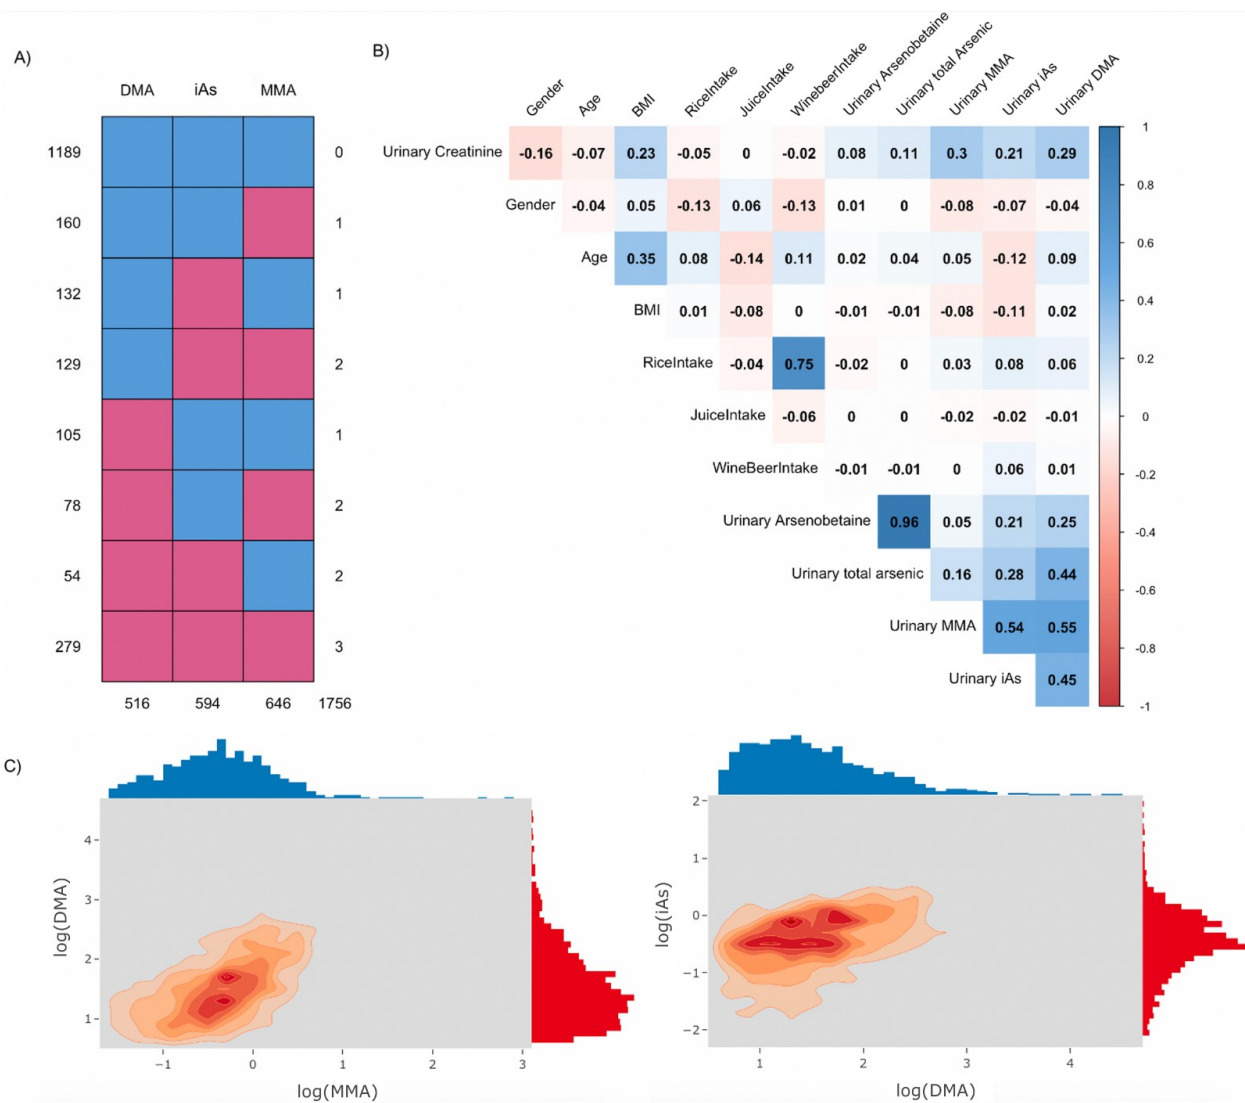 A)
DMA iAs MMA
1189 0
160 1
132 1
129 2
105 1
78 2
54 2
279 3
516 594 646 1756
B)
Gender Age BMI RiceIntake JuiceIntake WinebeerIntake Urinary Arsenobetaine Urinary total Arsenic Urinary MMA Urinary iAs Urinary DMA
Urinary Creatinine -0.16 -0.07 0.23 -0.05 0 -0.02 0.08 0.11 0.3 0.21 0.29
Gender -0.04 0.05 -0.13 0.06 -0.13 0.01 0 -0.08 -0.07 -0.04
Age 0.35 0.08 -0.14 0.11 0.02 0.04 0.05 -0.12 0.09
BMI 0.01 -0.08 0 -0.01 -0.01 -0.08 -0.11 0.02
RiceIntake -0.04 0.75 -0.02 0 0.03 0.08 0.06
JuiceIntake -0.06 0 0 -0.02 -0.02 -0.01
WineBeerIntake -0.01 -0.01 0 0.06 0.01
Urinary Arsenobetaine 0.96 0.05 0.21 0.25
Urinary total arsenic 0.16 0.28 0.44
Urinary MMA 0.54 0.55
Urinary iAs 0.45
1
0.8
0.6
0.4
0.2
0
-0.2
-0.4
-0.6
-0.8
-1
C)
log(DMA)
4
3
2
1
−1 0 1 2 3
log(MMA)
log(iAs)
2
1
0
−1
−2
1 2 3 4
log(DMA)